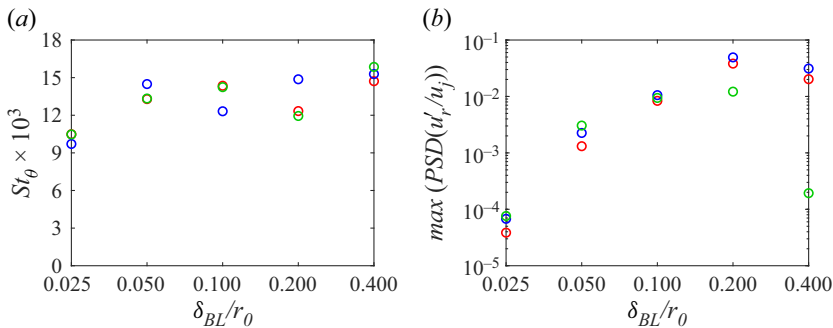 (a)
18
15
12
9
6
3
0
St_θ × 10^3
0.025 0.050 0.100 0.200 0.400
δ_BL/r_0
(b)
10^−1
10^−2
10^−3
10^−4
10^−5
max (PSD(u′_r/u_j))
0.025 0.050 0.100 0.200 0.400
δ_BL/r_0